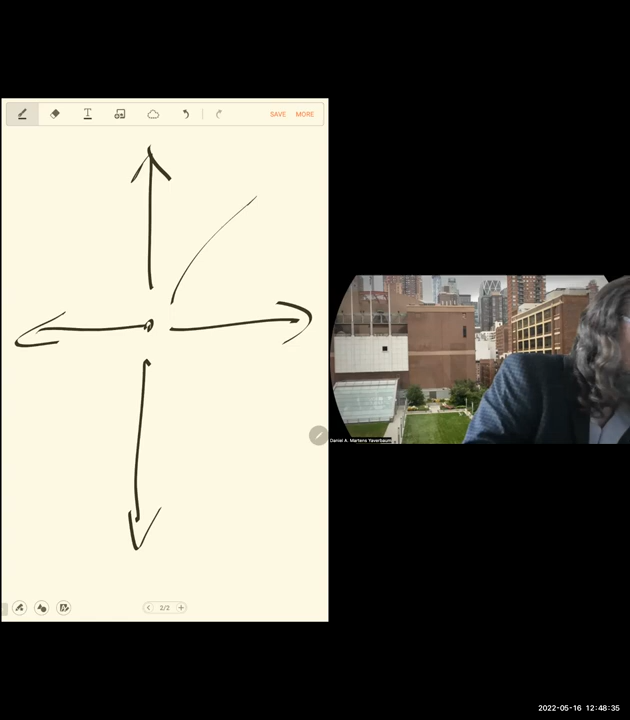 T
SAVE MORE
Daniel A. Martens Yaverbaum
2/2
2022-05-16 12:48:35